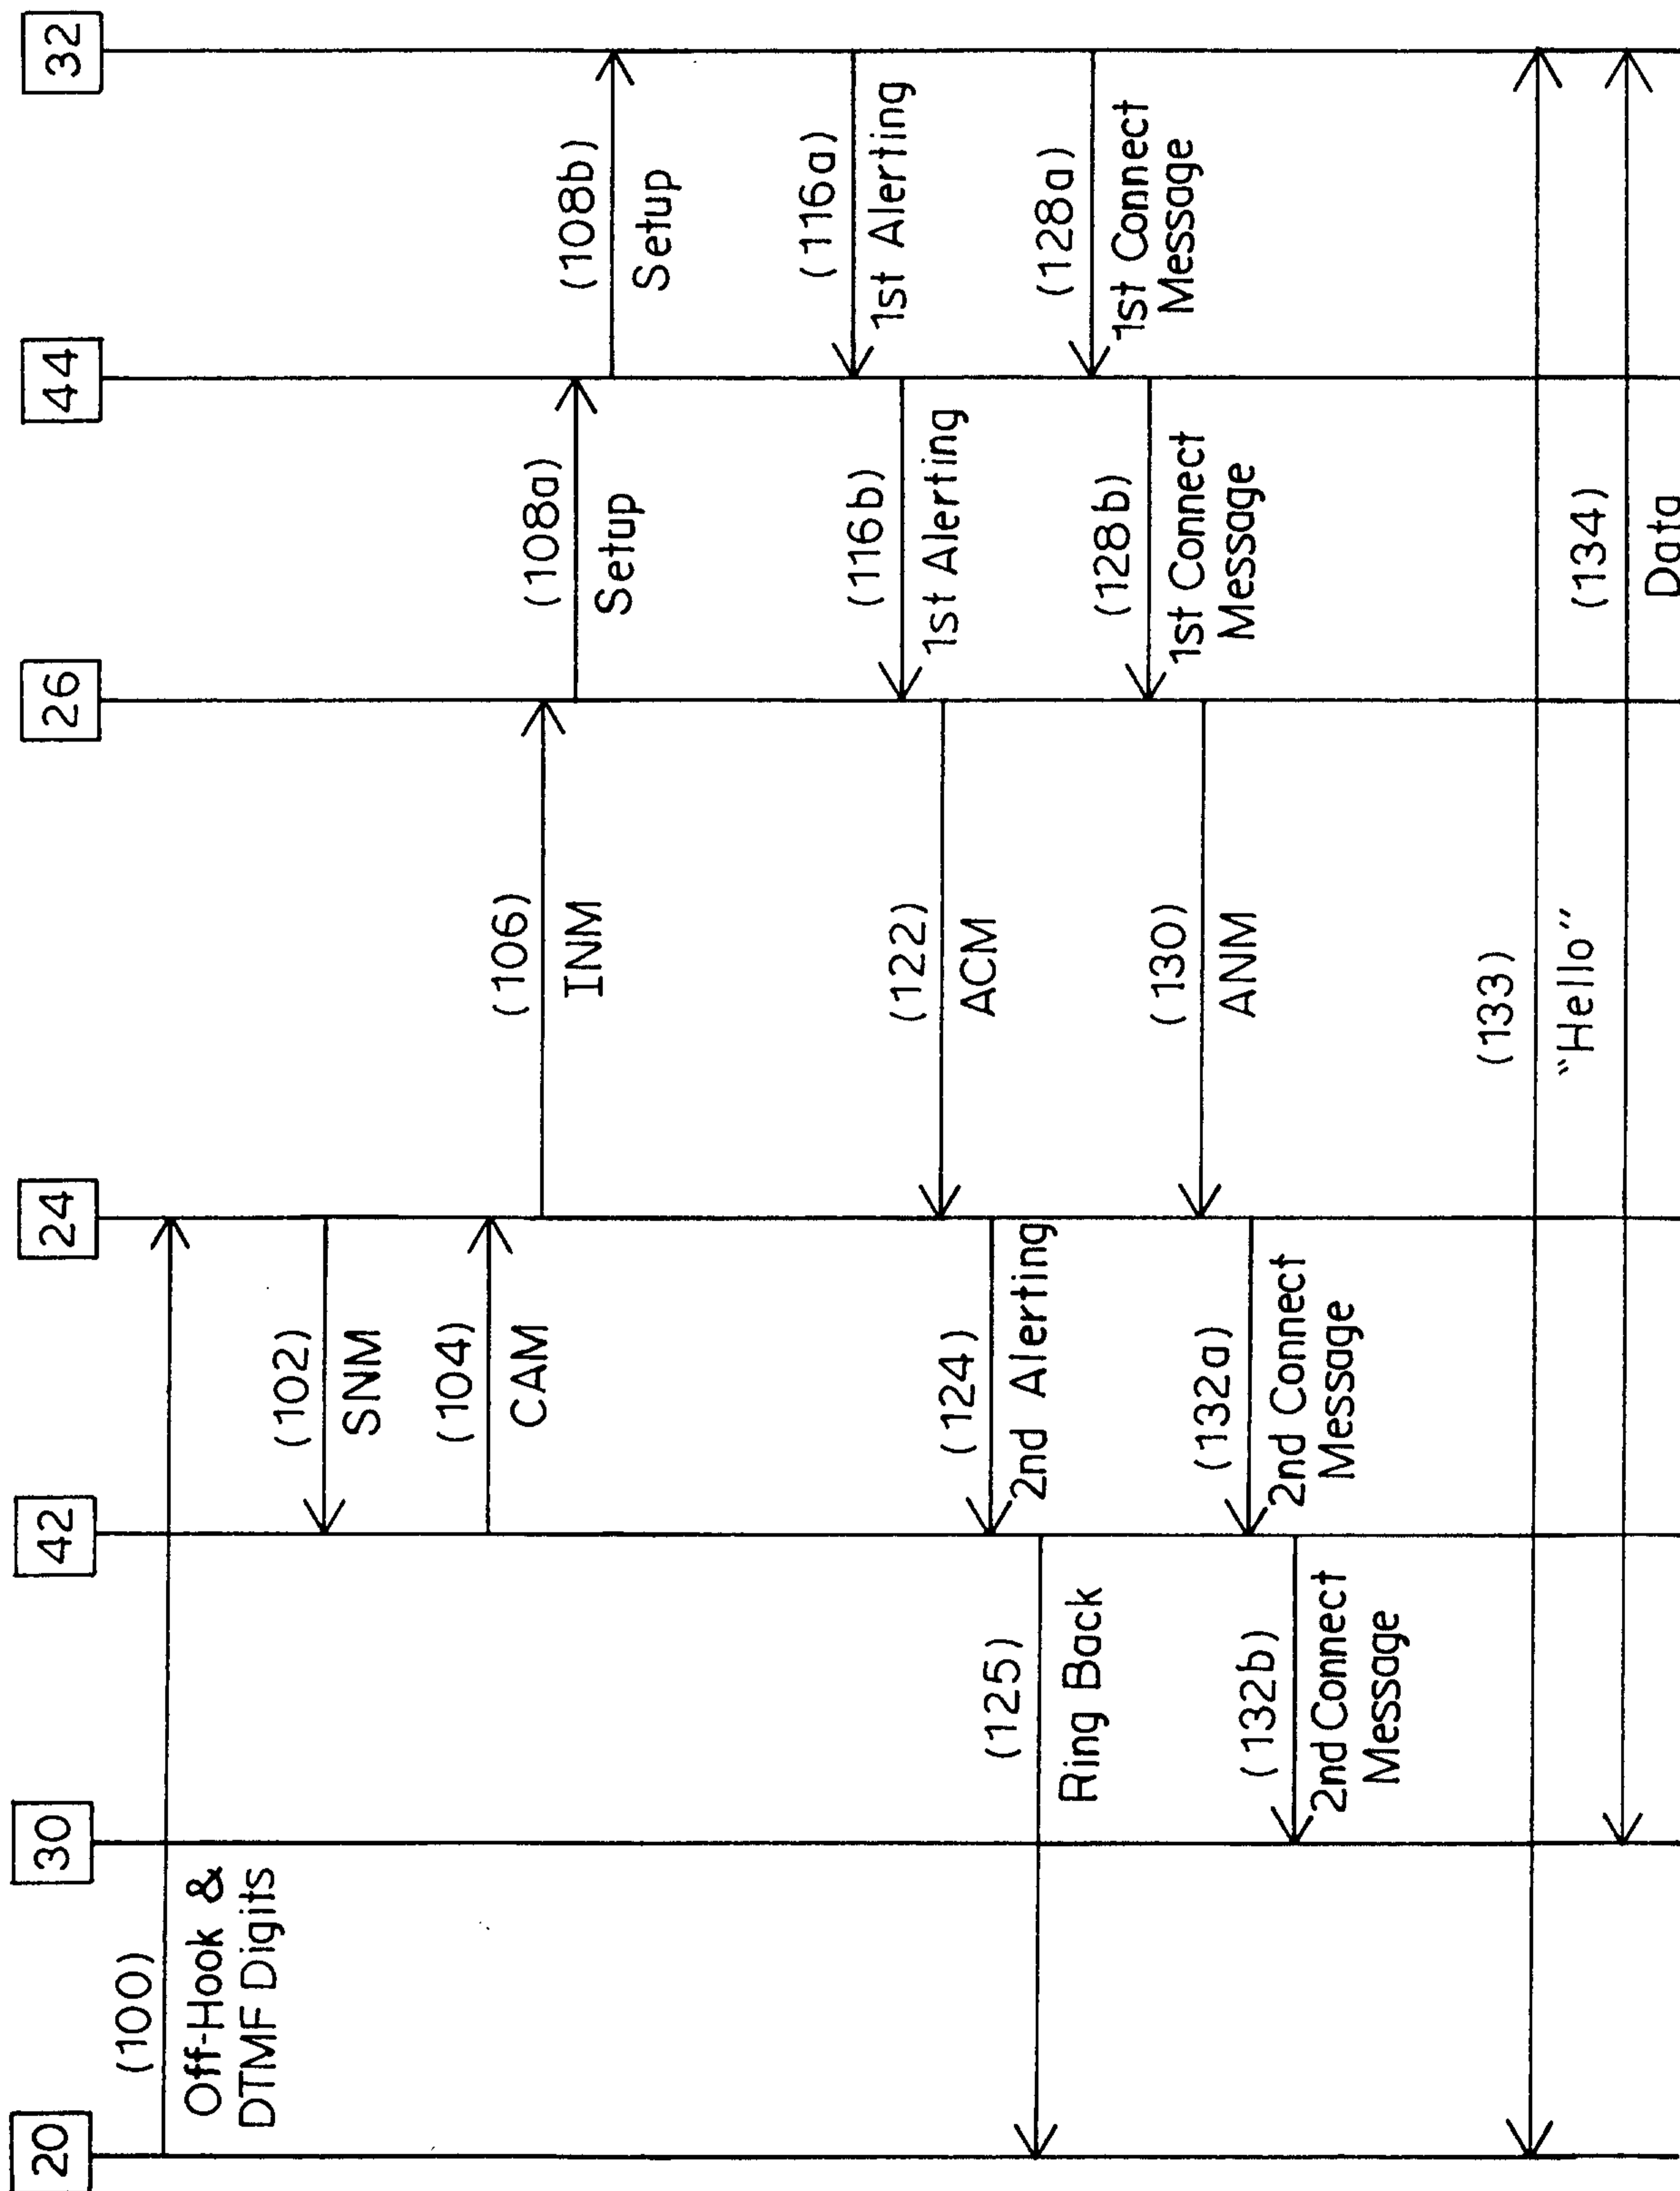 20
30
42
24
26
44
32
(100)
Off-Hook &
DTMF Digits
(102)
SNM
(104)
CAM
(106)
INM
(108a)
Setup
(108b)
Setup
(116a)
1st Alerting
(116b)
1st Alerting
(122)
ACM
(124)
2nd Alerting
(125)
Ring Back
(128a)
1st Connect
Message
(128b)
1st Connect
Message
(130)
ANM
(132a)
2nd Connect
Message
(132b)
2nd Connect
Message
(133)
"Hello"
(134)
Data